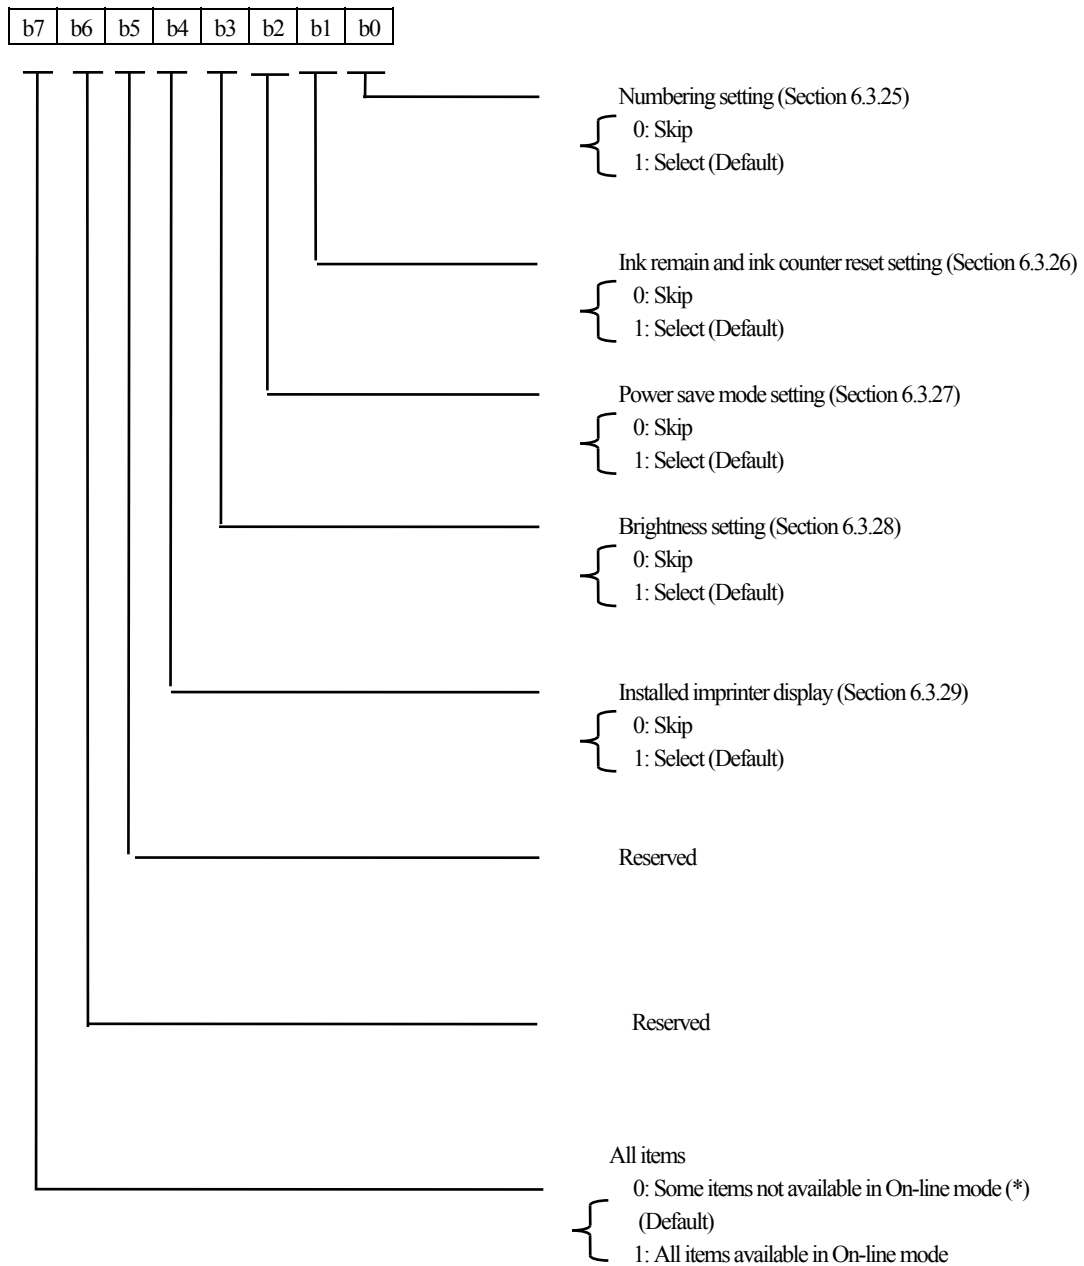 b7 b6 b5 b4 b3 b2 b1 b0
Numbering setting (Section 6.3.25)
0: Skip
1: Select (Default)
Ink remain and ink counter reset setting (Section 6.3.26)
0: Skip
1: Select (Default)
Power save mode setting (Section 6.3.27)
0: Skip
1: Select (Default)
Brightness setting (Section 6.3.28)
0: Skip
1: Select (Default)
Installed imprinter display (Section 6.3.29)
0: Skip
1: Select (Default)
Reserved
Reserved
All items
0: Some items not available in On-line mode (*)
(Default)
1: All items available in On-line mode